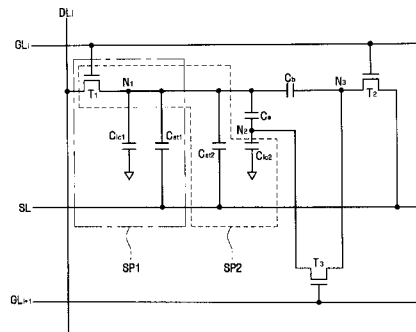 DLi
GLi
N1
Cb
N3
T1
T2
Ca
N2
Clc1
Cst1
Cst2
Clc2
SL
T3
SP1
SP2
GLi+1